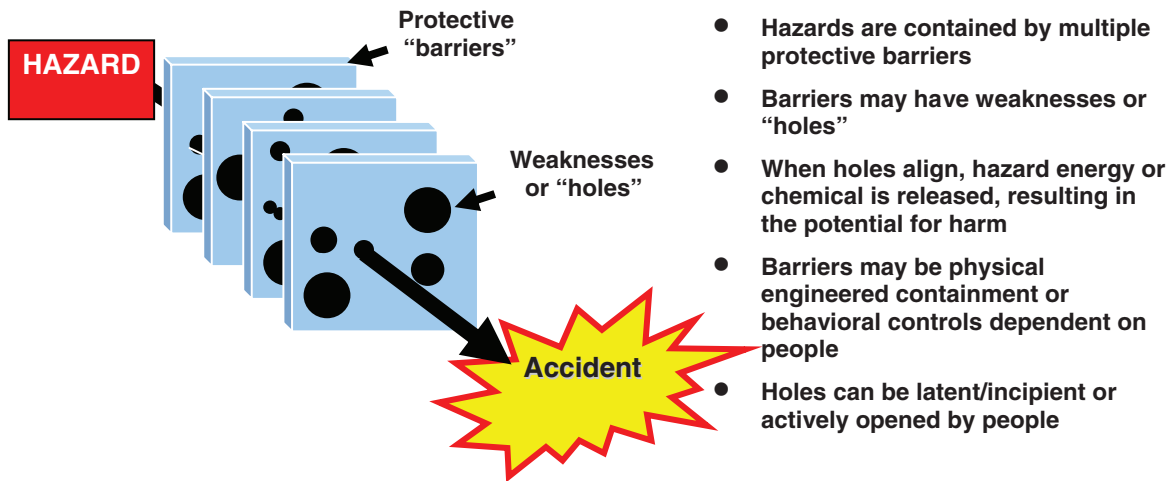 HAZARD
Protective
“barriers”
Weaknesses
or “holes”
Accident
● Hazards are contained by multiple
protective barriers
● Barriers may have weaknesses or
“holes”
● When holes align, hazard energy or
chemical is released, resulting in
the potential for harm
● Barriers may be physical
engineered containment or
behavioral controls dependent on
people
● Holes can be latent/incipient or
actively opened by people